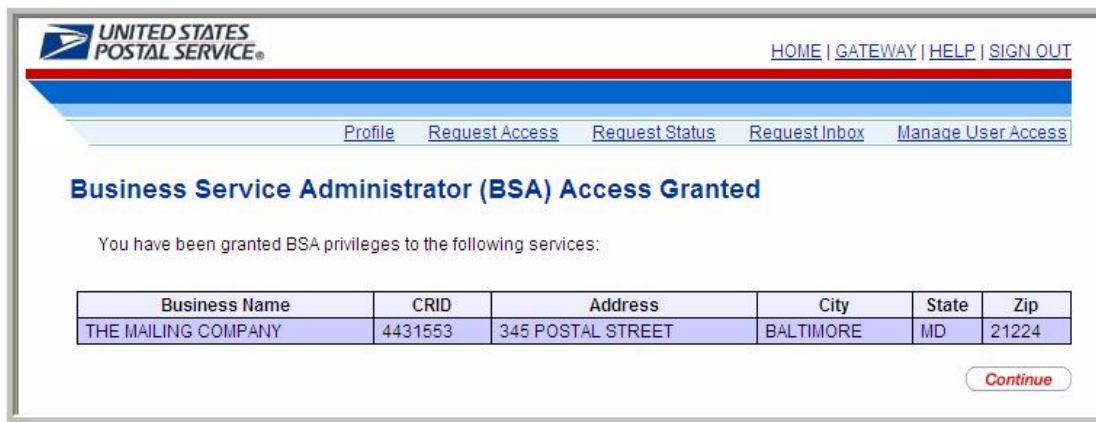 UNITED STATES
POSTAL SERVICE®
HOME | GATEWAY | HELP | SIGN OUT
Profile Request Access Request Status Request Inbox Manage User Access
Business Service Administrator (BSA) Access Granted
You have been granted BSA privileges to the following services:
Business Name CRID Address City State Zip
THE MAILING COMPANY 4431553 345 POSTAL STREET BALTIMORE MD 21224
Continue